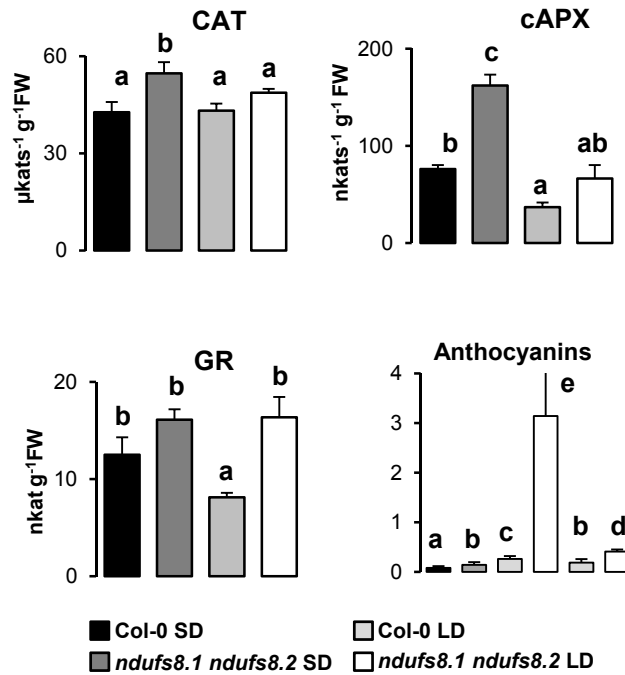 CAT
µkats⁻¹ g⁻¹FW
60
30
0
a
b
a
a
cAPX
nkats⁻¹ g⁻¹ FW
200
100
0
b
c
a
ab
GR
nkat g⁻¹FW
20
10
0
b
b
a
b
Anthocyanins
4
3
2
1
0
a
b
c
e
b
d
Col-0 SD
Col-0 LD
ndufs8.1 ndufs8.2 SD
ndufs8.1 ndufs8.2 LD